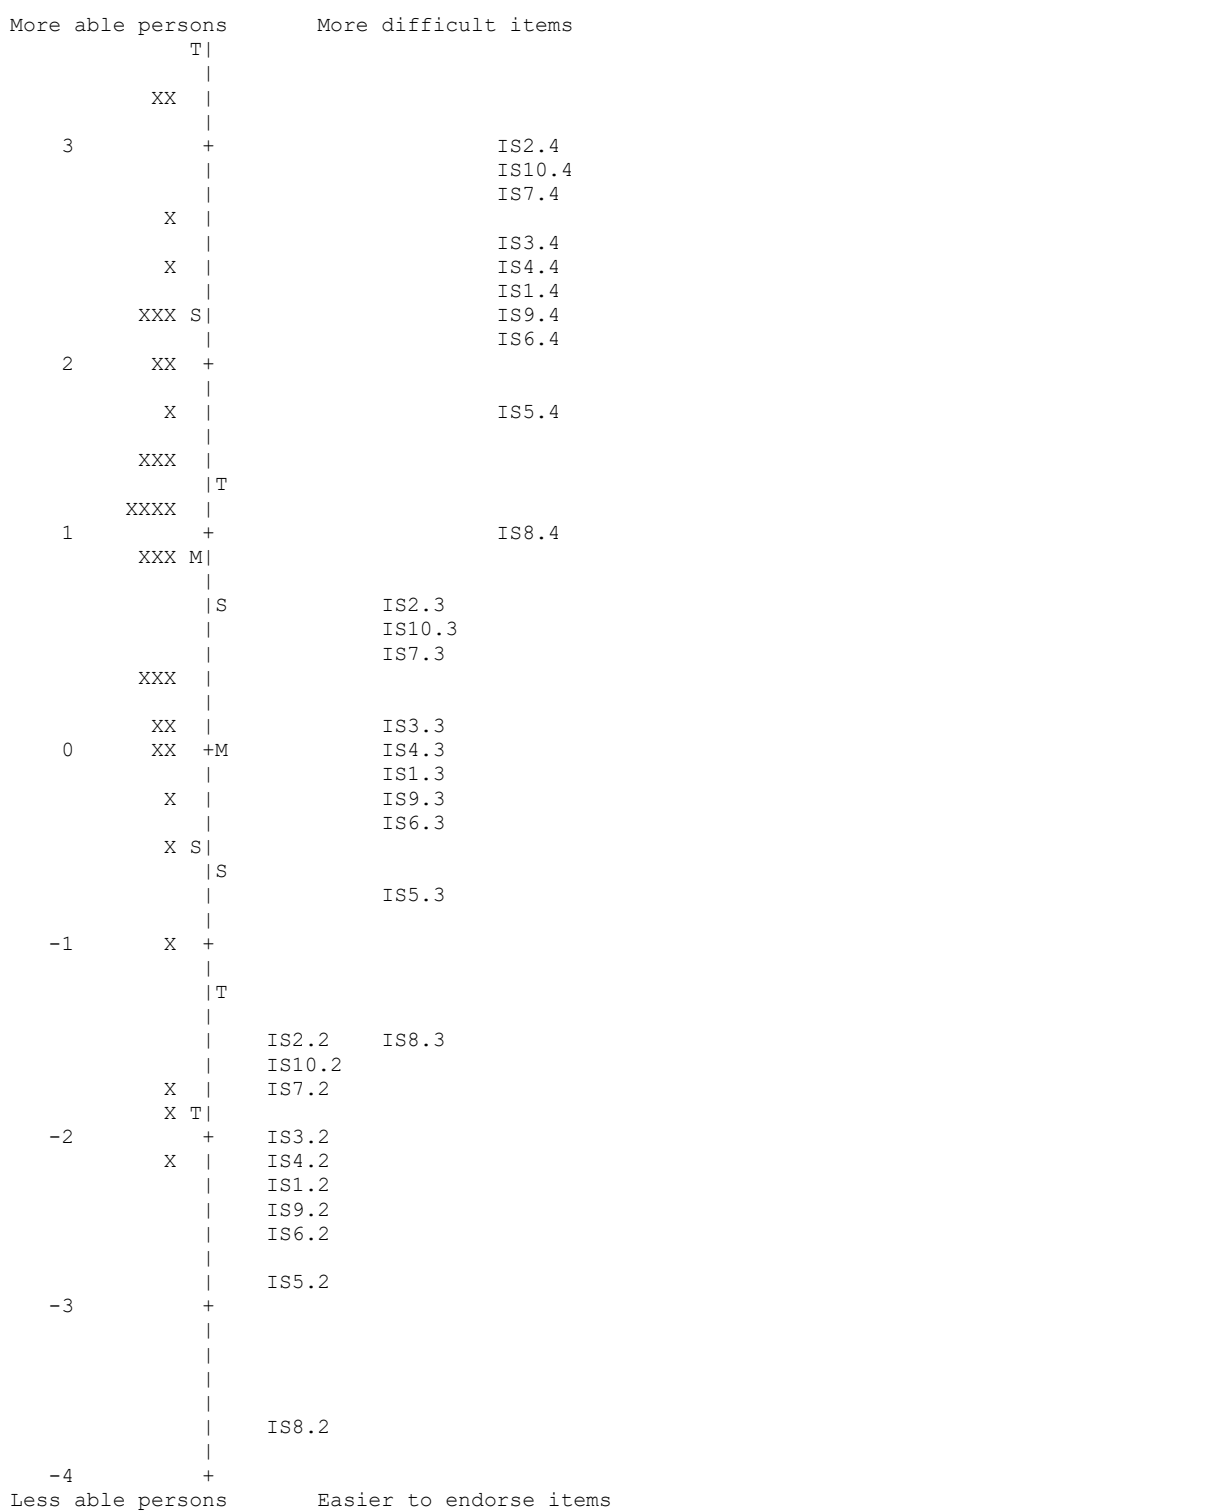 More able persons       More difficult items
              T|
               |
           XX  |
               |
    3          +                      IS2.4
               |                      IS10.4
               |                      IS7.4
            X  |
               |                      IS3.4
            X  |                      IS4.4
               |                      IS1.4
          XXX S|                      IS9.4
               |                      IS6.4
    2      XX  +
               |
            X  |                      IS5.4
               |
          XXX  |
               |T
         XXXX  |
    1          +                      IS8.4
          XXX M|
               |
               |S            IS2.3
               |             IS10.3
               |             IS7.3
          XXX  |
               |
           XX  |             IS3.3
    0      XX  +M            IS4.3
               |             IS1.3
            X  |             IS9.3
               |             IS6.3
            X S|
               |S
               |             IS5.3
               |
   -1       X  +
               |
               |T
               |
               |    IS2.2    IS8.3
               |    IS10.2
            X  |    IS7.2
            X T|
   -2          +    IS3.2
            X  |    IS4.2
               |    IS1.2
               |    IS9.2
               |    IS6.2
               |
               |    IS5.2
   -3          +
               |
               |
               |
               |
               |    IS8.2
               |
   -4          +
Less able persons       Easier to endorse items